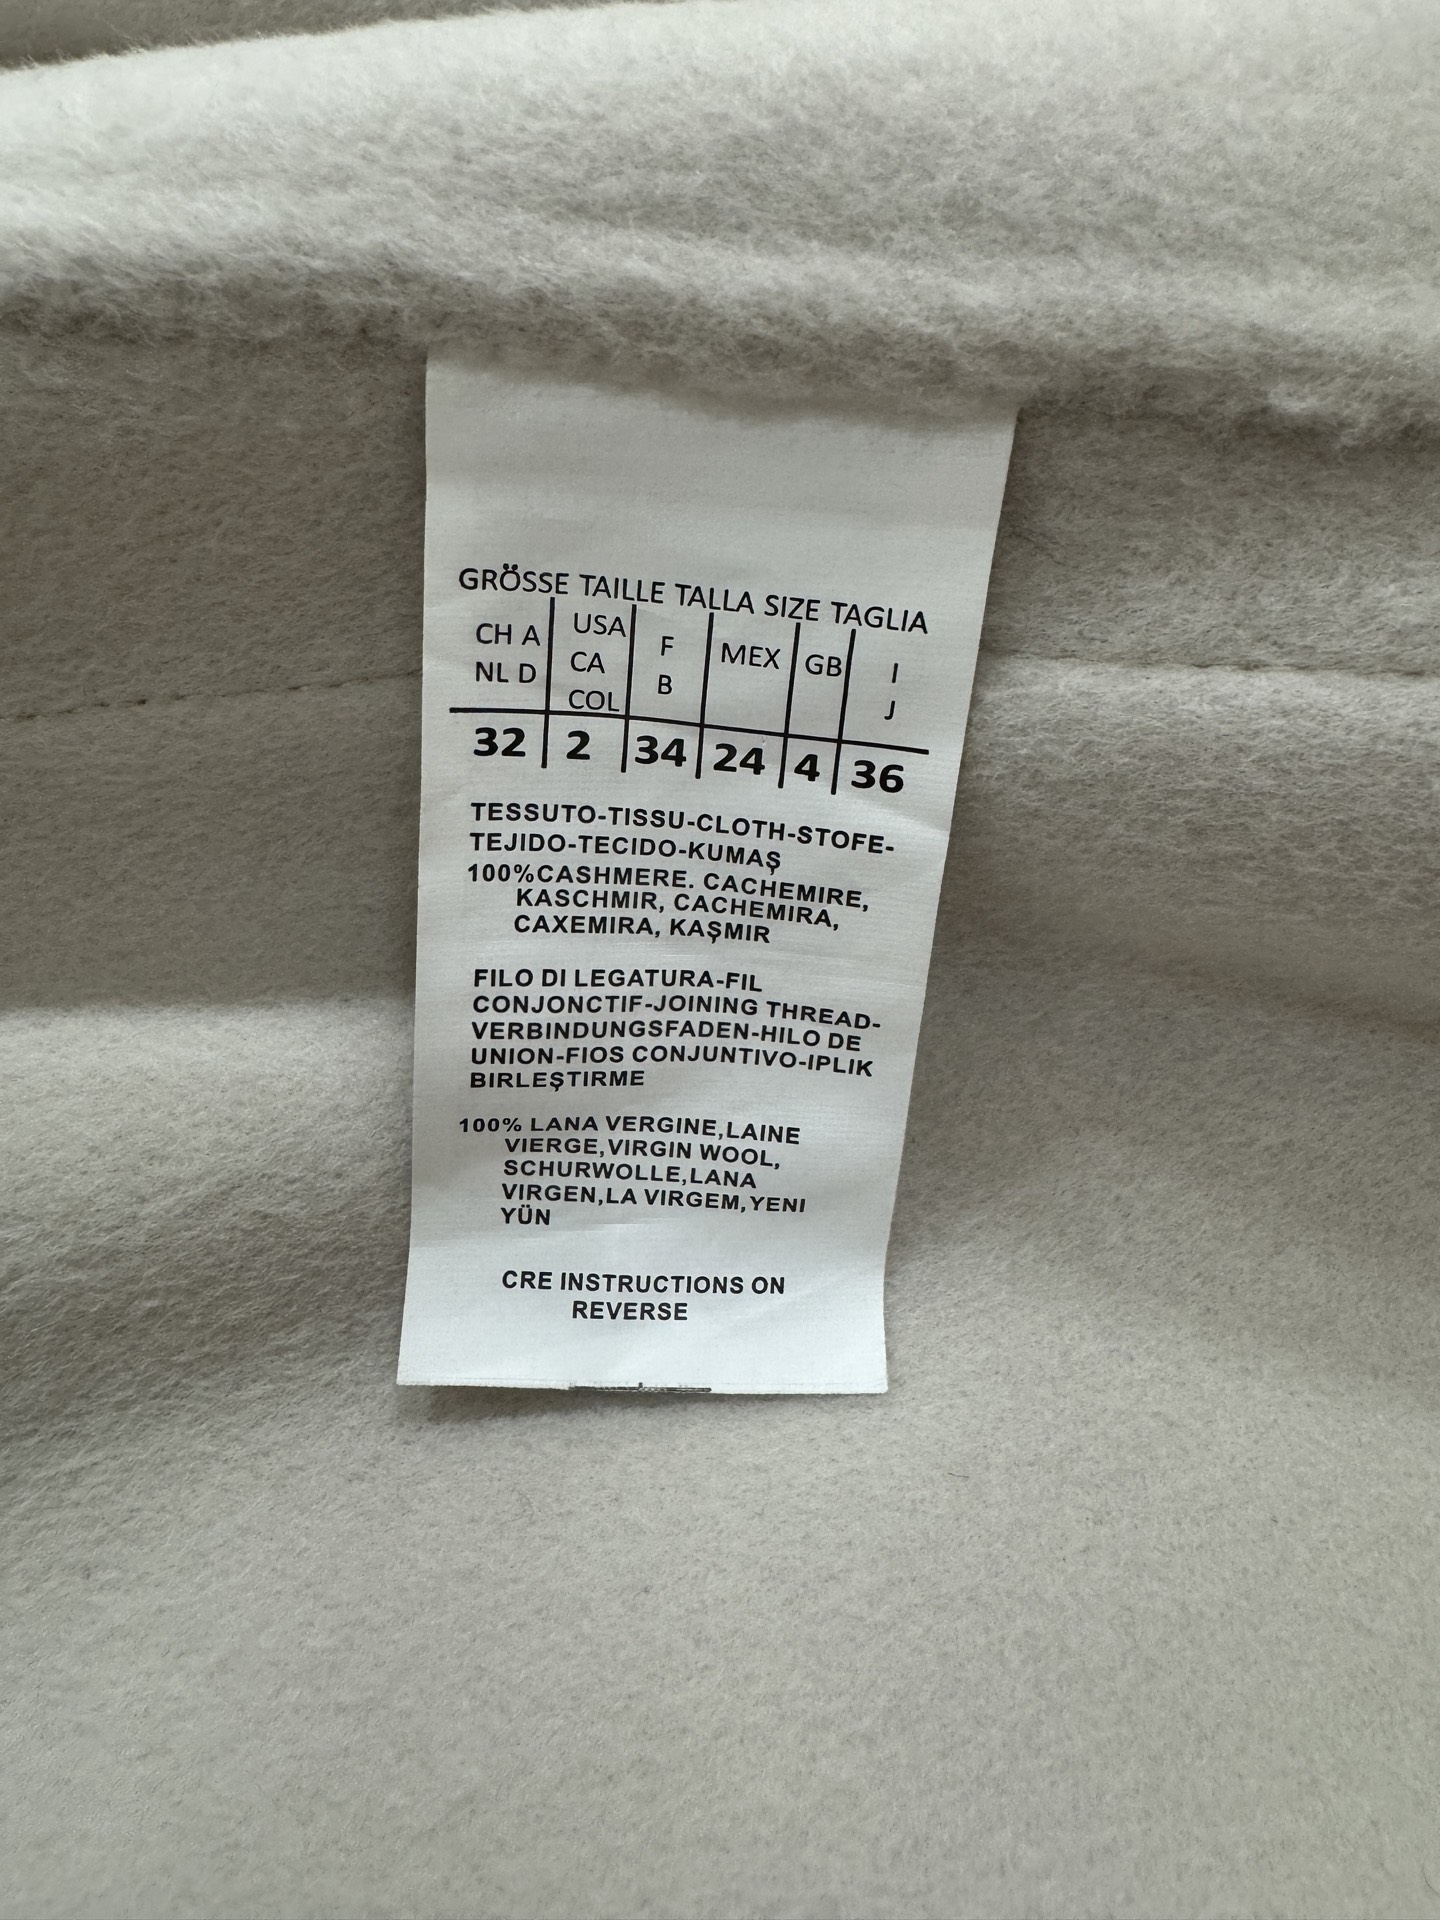 GRÖSSE TAILLE TALLA SIZE TAGLIA
CH A USA F MEX GB I
NL D CA B J
COL
32 2 34 24 4 36
TESSUTO-TISSU-CLOTH-STOFE-
TEJIDO-TECIDO-KUMAŞ
100%CASHMERE. CACHEMIRE,
KASCHMIR, CACHEMIRA,
CAXEMIRA, KAŞMIR
FILO DI LEGATURA-FIL
CONJONCTIF-JOINING THREAD-
VERBINDUNGSFADEN-HILO DE
UNION-FIOS CONJUNTIVO-IPLIK
BIRLEŞTIRME
100% LANA VERGINE,LAINE
VIERGE,VIRGIN WOOL,
SCHURWOLLE,LANA
VIRGEN,LA VIRGEM,YENI
YÜN
CRE INSTRUCTIONS ON
REVERSE